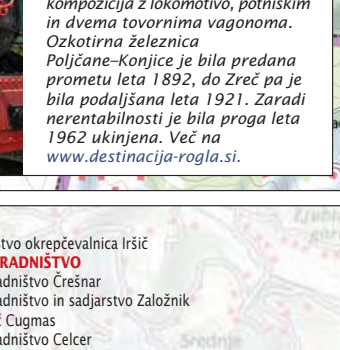 kompozicija z lokomotivo, potniškim
in dvema tovornima vagonoma.
Ozkotirna železnica
Poljčane–Konjice je bila predana
prometu leta 1892, do Zreč pa je
bila podaljšana leta 1921. Zaradi
nerentabilnosti je bila proga leta
1962 ukinjena. Več na
www.destinacija-rogla.si.
tvo okrepčevalnica Iršič
RADNIŠTVO
adništvo Črešnar
adništvo in sadjarstvo Založnik
Cugmas
adništvo Celcer
Srednje